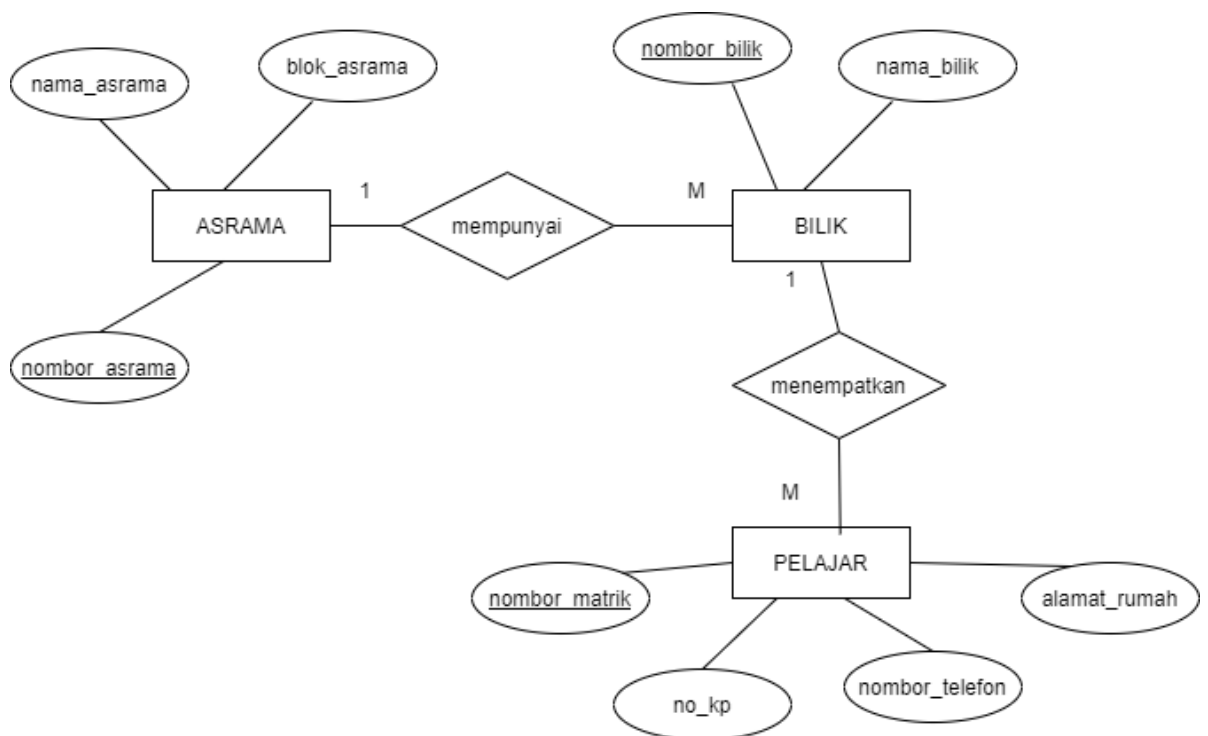 nombor_bilik
blok_asrama
nama_bilik
nama_asrama
1
M
ASRAMA
mempunyai
BILIK
1
nombor_asrama
menempatkan
M
PELAJAR
nombor_matrik
alamat_rumah
nombor_telefon
no_kp